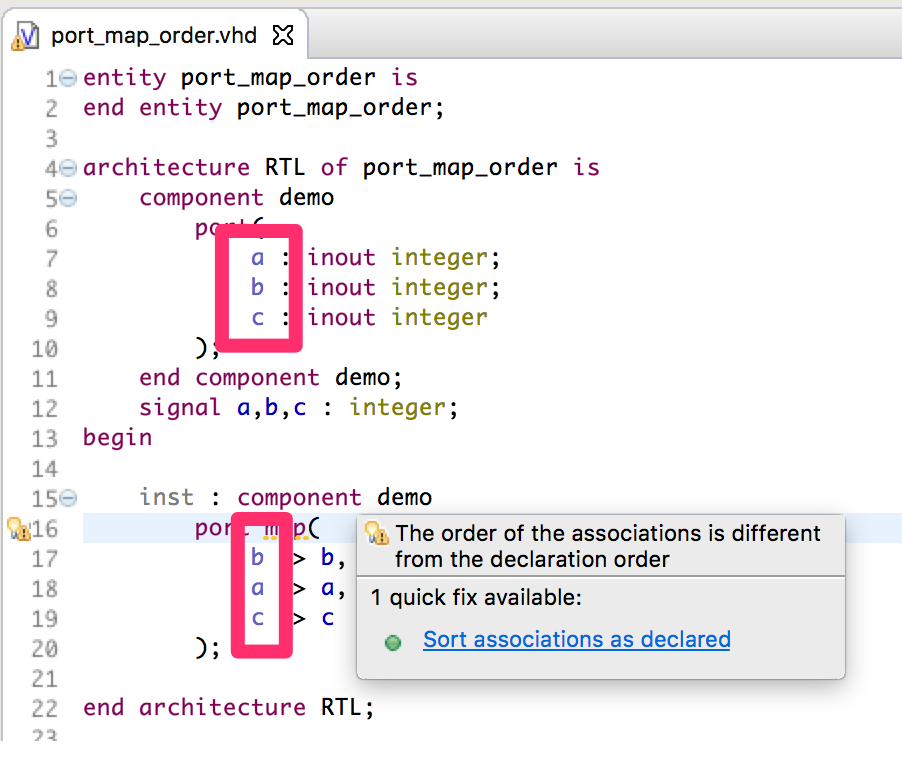 port_map_order.vhd
1 entity port_map_order is
2 end entity port_map_order;
3
4 architecture RTL of port_map_order is
5 component demo
6 port(
7 a : inout integer;
8 b : inout integer;
9 c : inout integer
10 );
11 end component demo;
12 signal a,b,c : integer;
13 begin
14
15 inst : component demo
16 port map(
17 b > b,
18 a > a,
19 c > c
20 );
21
22 end architecture RTL;
23
The order of the associations is different
from the declaration order
1 quick fix available:
Sort associations as declared